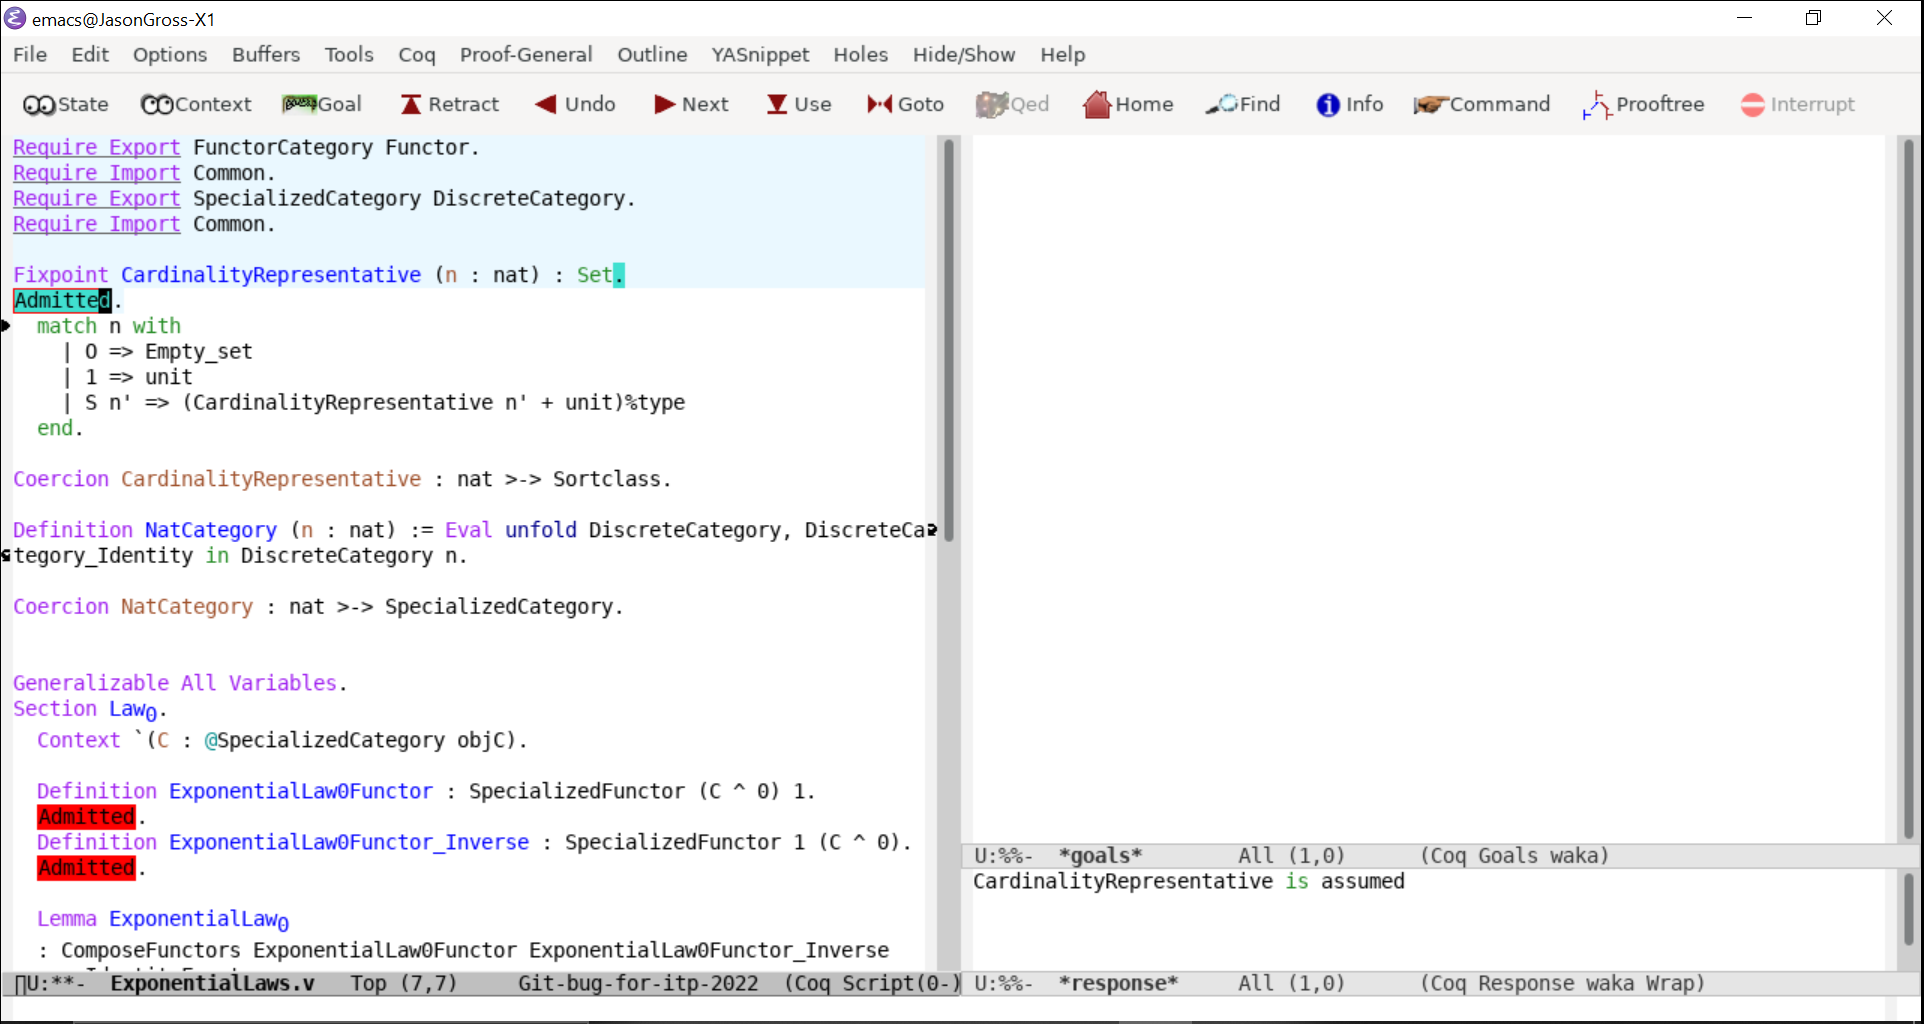 emacs@JasonGross-X1
File Edit Options Buffers Tools Coq Proof-General Outline YASnippet Holes Hide/Show Help
State Context Goal Retract Undo Next Use Goto Qed Home Find Info Command Prooftree Interrupt
Require Export FunctorCategory Functor.
Require Import Common.
Require Export SpecializedCategory DiscreteCategory.
Require Import Common.
Fixpoint CardinalityRepresentative (n : nat) : Set.
Admitted.
  match n with
    | O => Empty_set
    | 1 => unit
    | S n' => (CardinalityRepresentative n' + unit)%type
  end.
Coercion CardinalityRepresentative : nat >-> Sortclass.
Definition NatCategory (n : nat) := Eval unfold DiscreteCategory, DiscreteCa
tegory_Identity in DiscreteCategory n.
Coercion NatCategory : nat >-> SpecializedCategory.
Generalizable All Variables.
Section Law0.
  Context `(C : @SpecializedCategory objC).
  Definition ExponentialLaw0Functor : SpecializedFunctor (C ^ 0) 1.
  Admitted.
  Definition ExponentialLaw0Functor_Inverse : SpecializedFunctor 1 (C ^ 0).
  Admitted.
  Lemma ExponentialLaw0
  : ComposeFunctors ExponentialLaw0Functor ExponentialLaw0Functor_Inverse
U:**-  ExponentialLaws.v   Top (7,7)     Git-bug-for-itp-2022  (Coq Script(0-)
U:%%-  *goals*        All (1,0)      (Coq Goals waka)
CardinalityRepresentative is assumed
U:%%-  *response*     All (1,0)      (Coq Response waka Wrap)